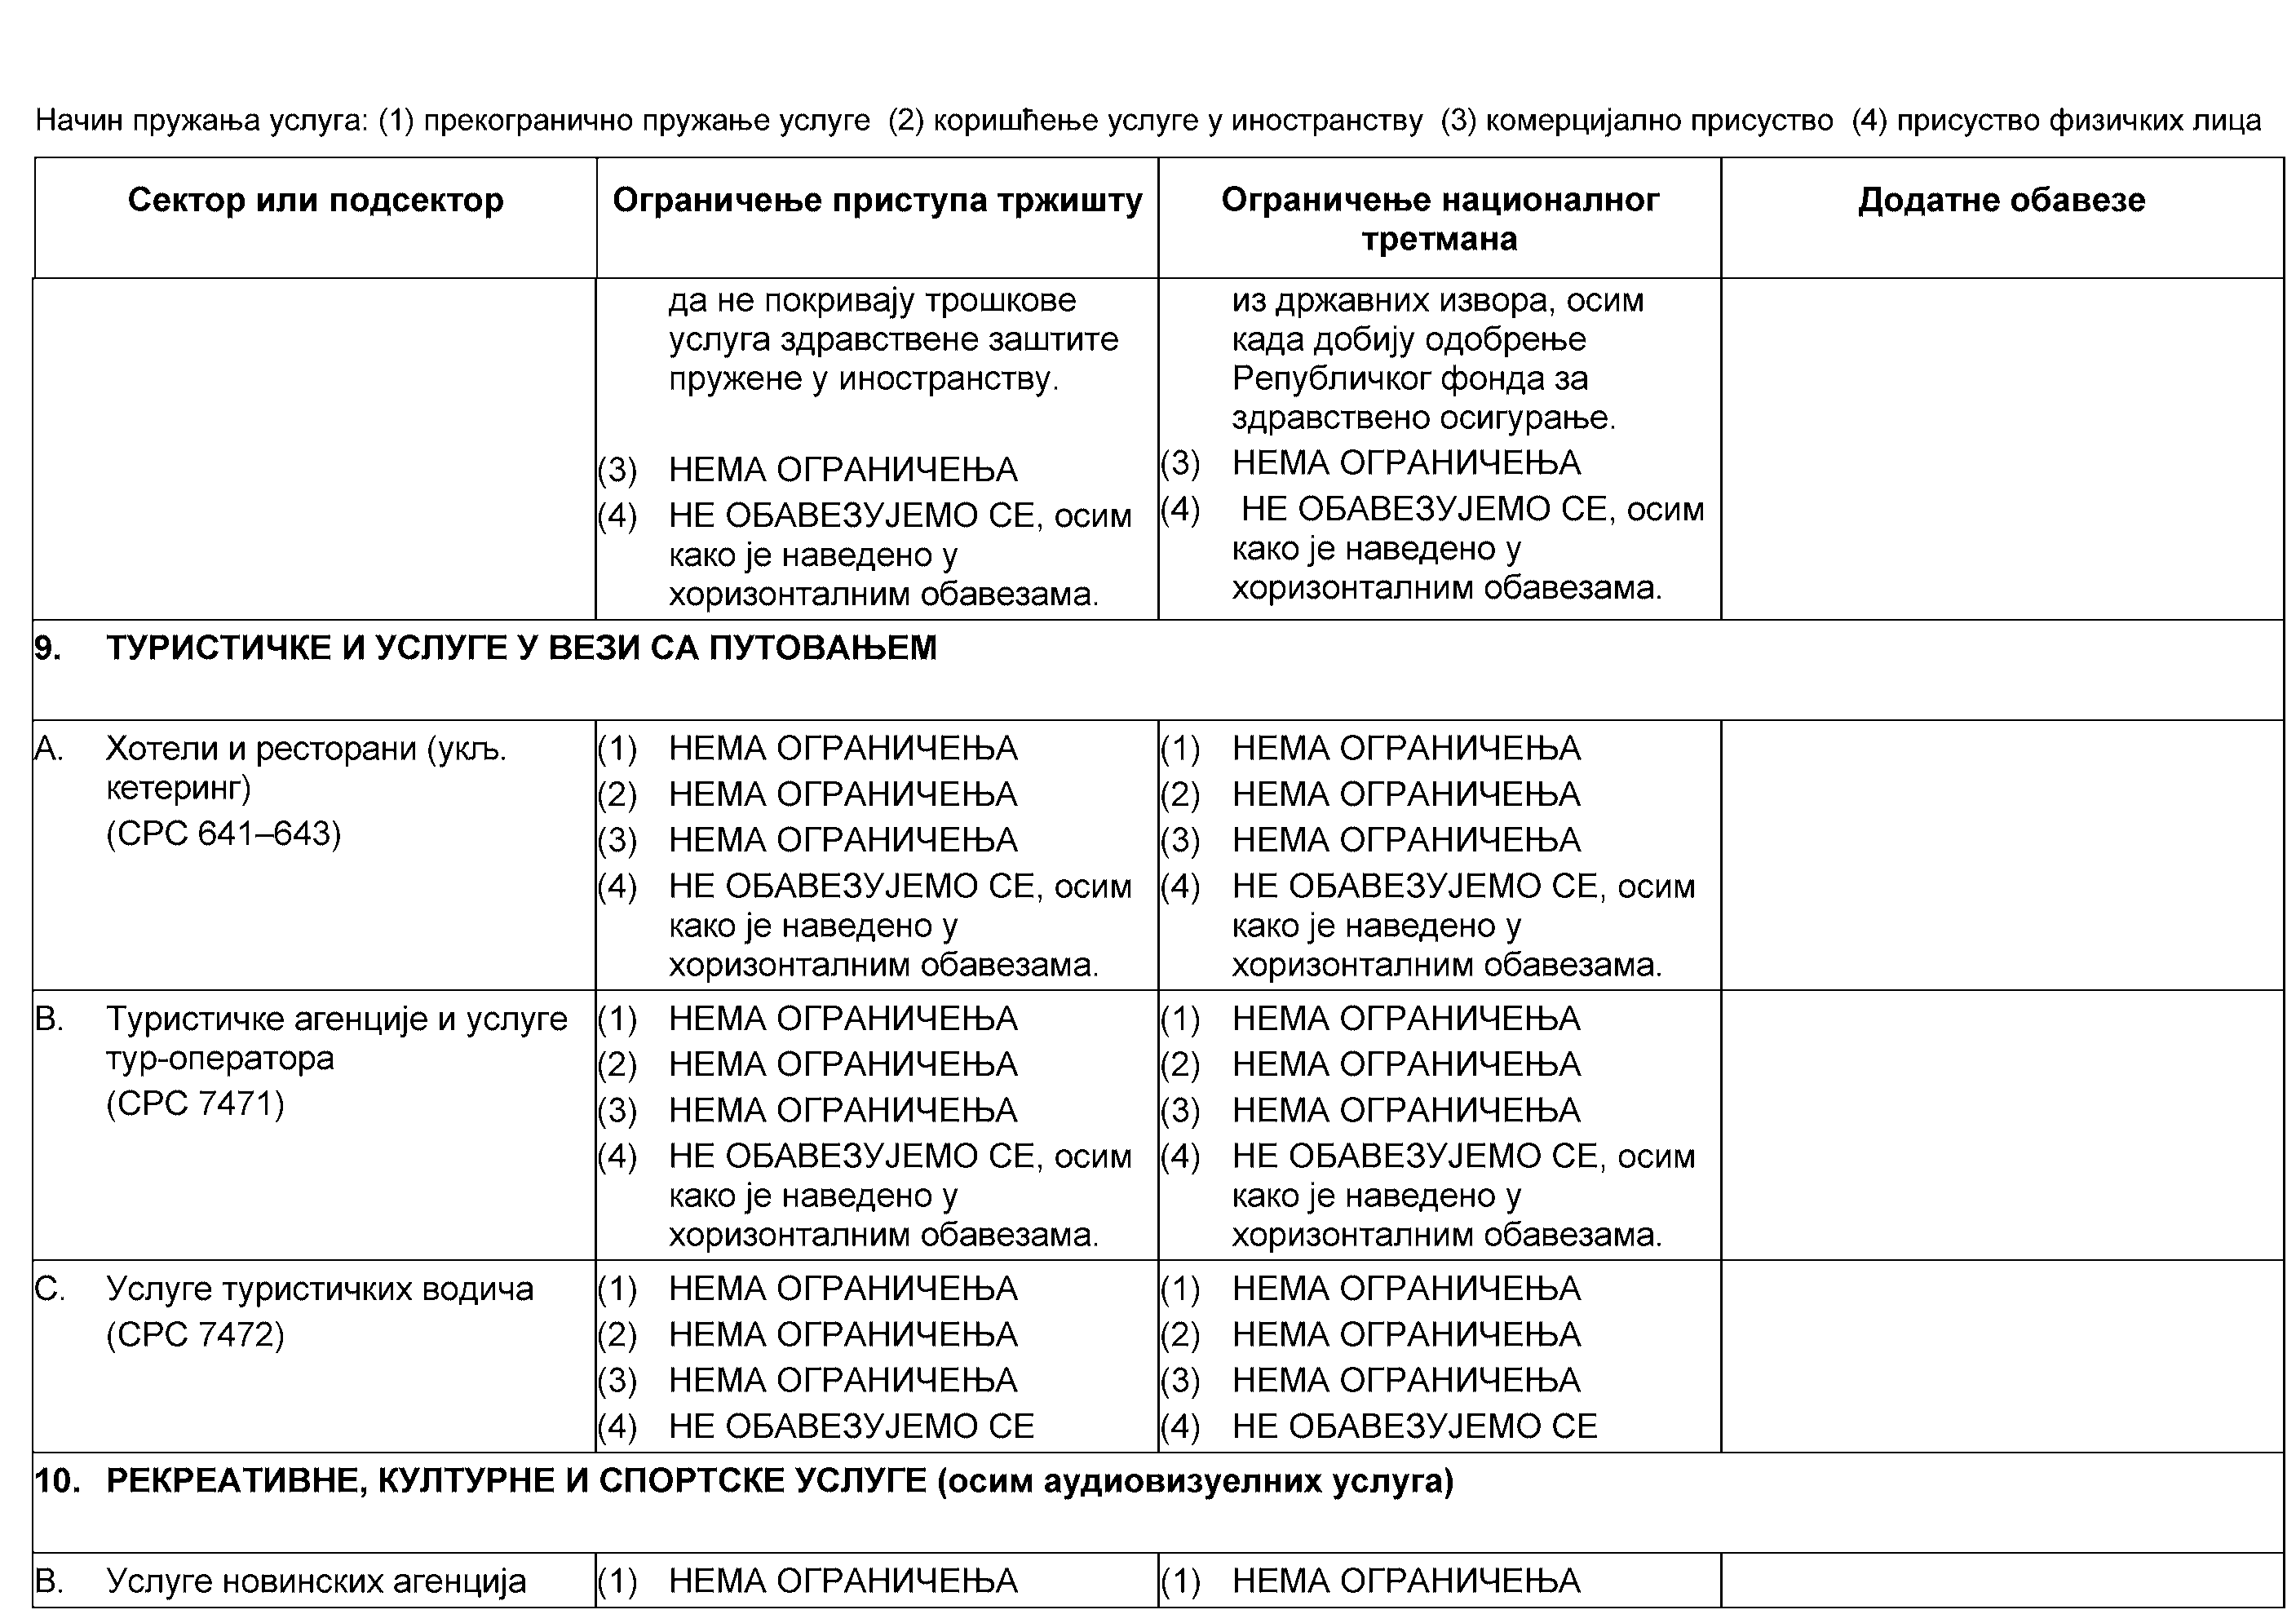 Начин пружања услуга: (1) прекогранично пружање услуге (2) коришћење услуге у иностранству (3) комерцијално присуство (4) присуство физичких лица
Сектор или подсектор
Ограничење приступа тржишту
Ограничење националног
третмана
Додатне обавезе
да не покривају трошкове
услуга здравствене заштите
пружене у иностранству.
(3) НЕМА ОГРАНИЧЕЊА
(4) НЕ ОБАВЕЗУЈЕМО СЕ, осим
како је наведено у
хоризонталним обавезама.
из државних извора, осим
када добију одобрење
Републичког фонда за
здравствено осигурање.
(3) НЕМА ОГРАНИЧЕЊА
(4) НЕ ОБАВЕЗУЈЕМО СЕ, осим
како је наведено у
хоризонталним обавезама.
9. ТУРИСТИЧКЕ И УСЛУГЕ У ВЕЗИ СА ПУТОВАЊЕМ
A. Хотели и ресторани (укљ.
кетеринг)
(CPC 641–643)
(1) НЕМА ОГРАНИЧЕЊА
(2) НЕМА ОГРАНИЧЕЊА
(3) НЕМА ОГРАНИЧЕЊА
(4) НЕ ОБАВЕЗУЈЕМО СЕ, осим
како је наведено у
хоризонталним обавезама.
(1) НЕМА ОГРАНИЧЕЊА
(2) НЕМА ОГРАНИЧЕЊА
(3) НЕМА ОГРАНИЧЕЊА
(4) НЕ ОБАВЕЗУЈЕМО СЕ, осим
како је наведено у
хоризонталним обавезама.
B. Туристичке агенције и услуге
тур-оператора
(CPC 7471)
(1) НЕМА ОГРАНИЧЕЊА
(2) НЕМА ОГРАНИЧЕЊА
(3) НЕМА ОГРАНИЧЕЊА
(4) НЕ ОБАВЕЗУЈЕМО СЕ, осим
како је наведено у
хоризонталним обавезама.
(1) НЕМА ОГРАНИЧЕЊА
(2) НЕМА ОГРАНИЧЕЊА
(3) НЕМА ОГРАНИЧЕЊА
(4) НЕ ОБАВЕЗУЈЕМО СЕ, осим
како је наведено у
хоризонталним обавезама.
C. Услуге туристичких водича
(CPC 7472)
(1) НЕМА ОГРАНИЧЕЊА
(2) НЕМА ОГРАНИЧЕЊА
(3) НЕМА ОГРАНИЧЕЊА
(4) НЕ ОБАВЕЗУЈЕМО СЕ
(1) НЕМА ОГРАНИЧЕЊА
(2) НЕМА ОГРАНИЧЕЊА
(3) НЕМА ОГРАНИЧЕЊА
(4) НЕ ОБАВЕЗУЈЕМО СЕ
10. РЕКРЕАТИВНЕ, КУЛТУРНЕ И СПОРТСКЕ УСЛУГЕ (осим аудиовизуелних услуга)
B. Услуге новинских агенција
(1) НЕМА ОГРАНИЧЕЊА
(1) НЕМА ОГРАНИЧЕЊА